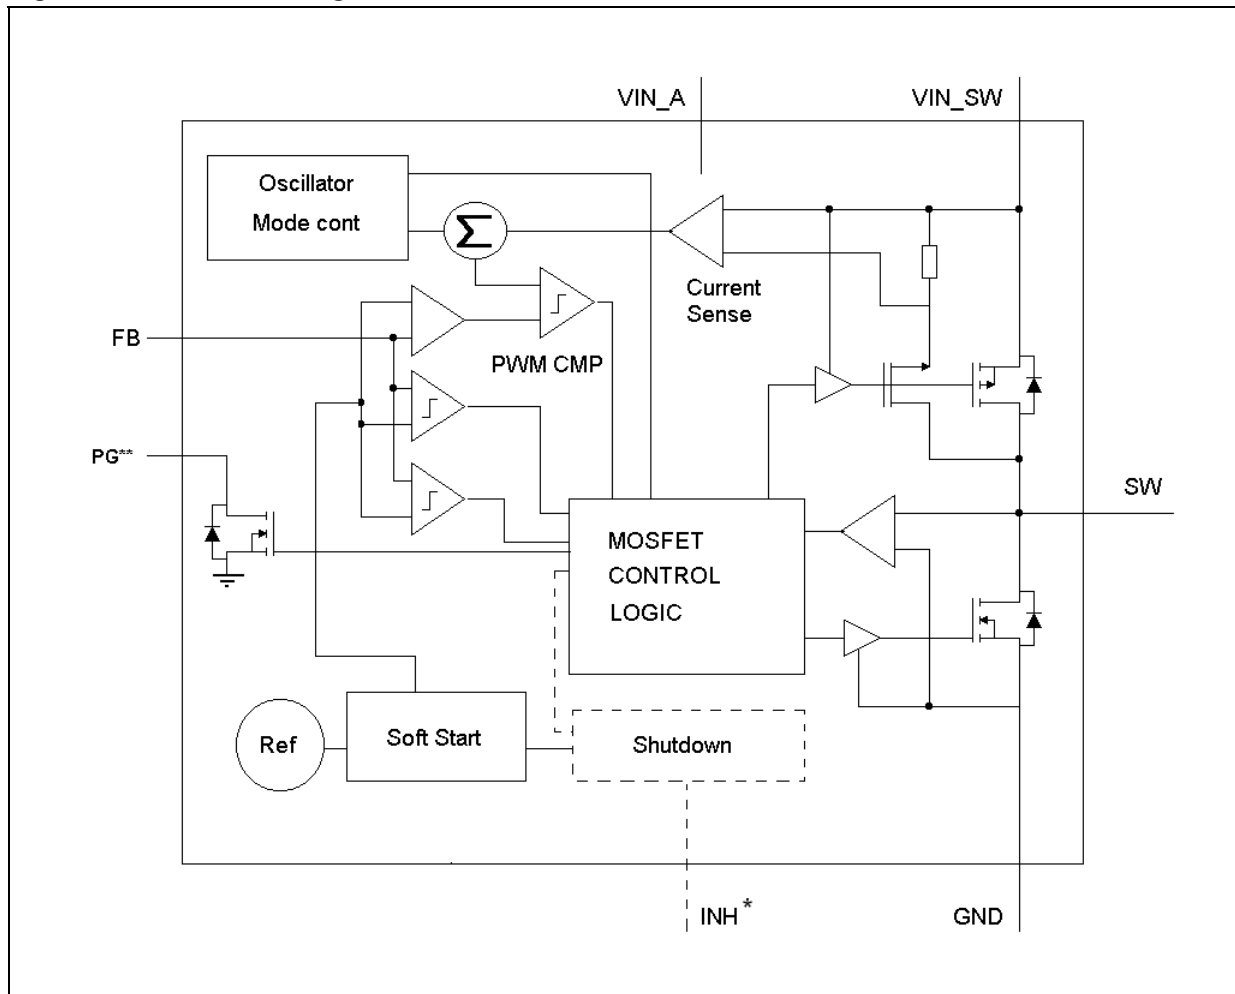 VIN_A
VIN_SW
Oscillator
Mode cont
Σ
Current
Sense
FB
PWM CMP
PG**
SW
MOSFET
CONTROL
LOGIC
Ref
Soft Start
Shutdown
INH*
GND